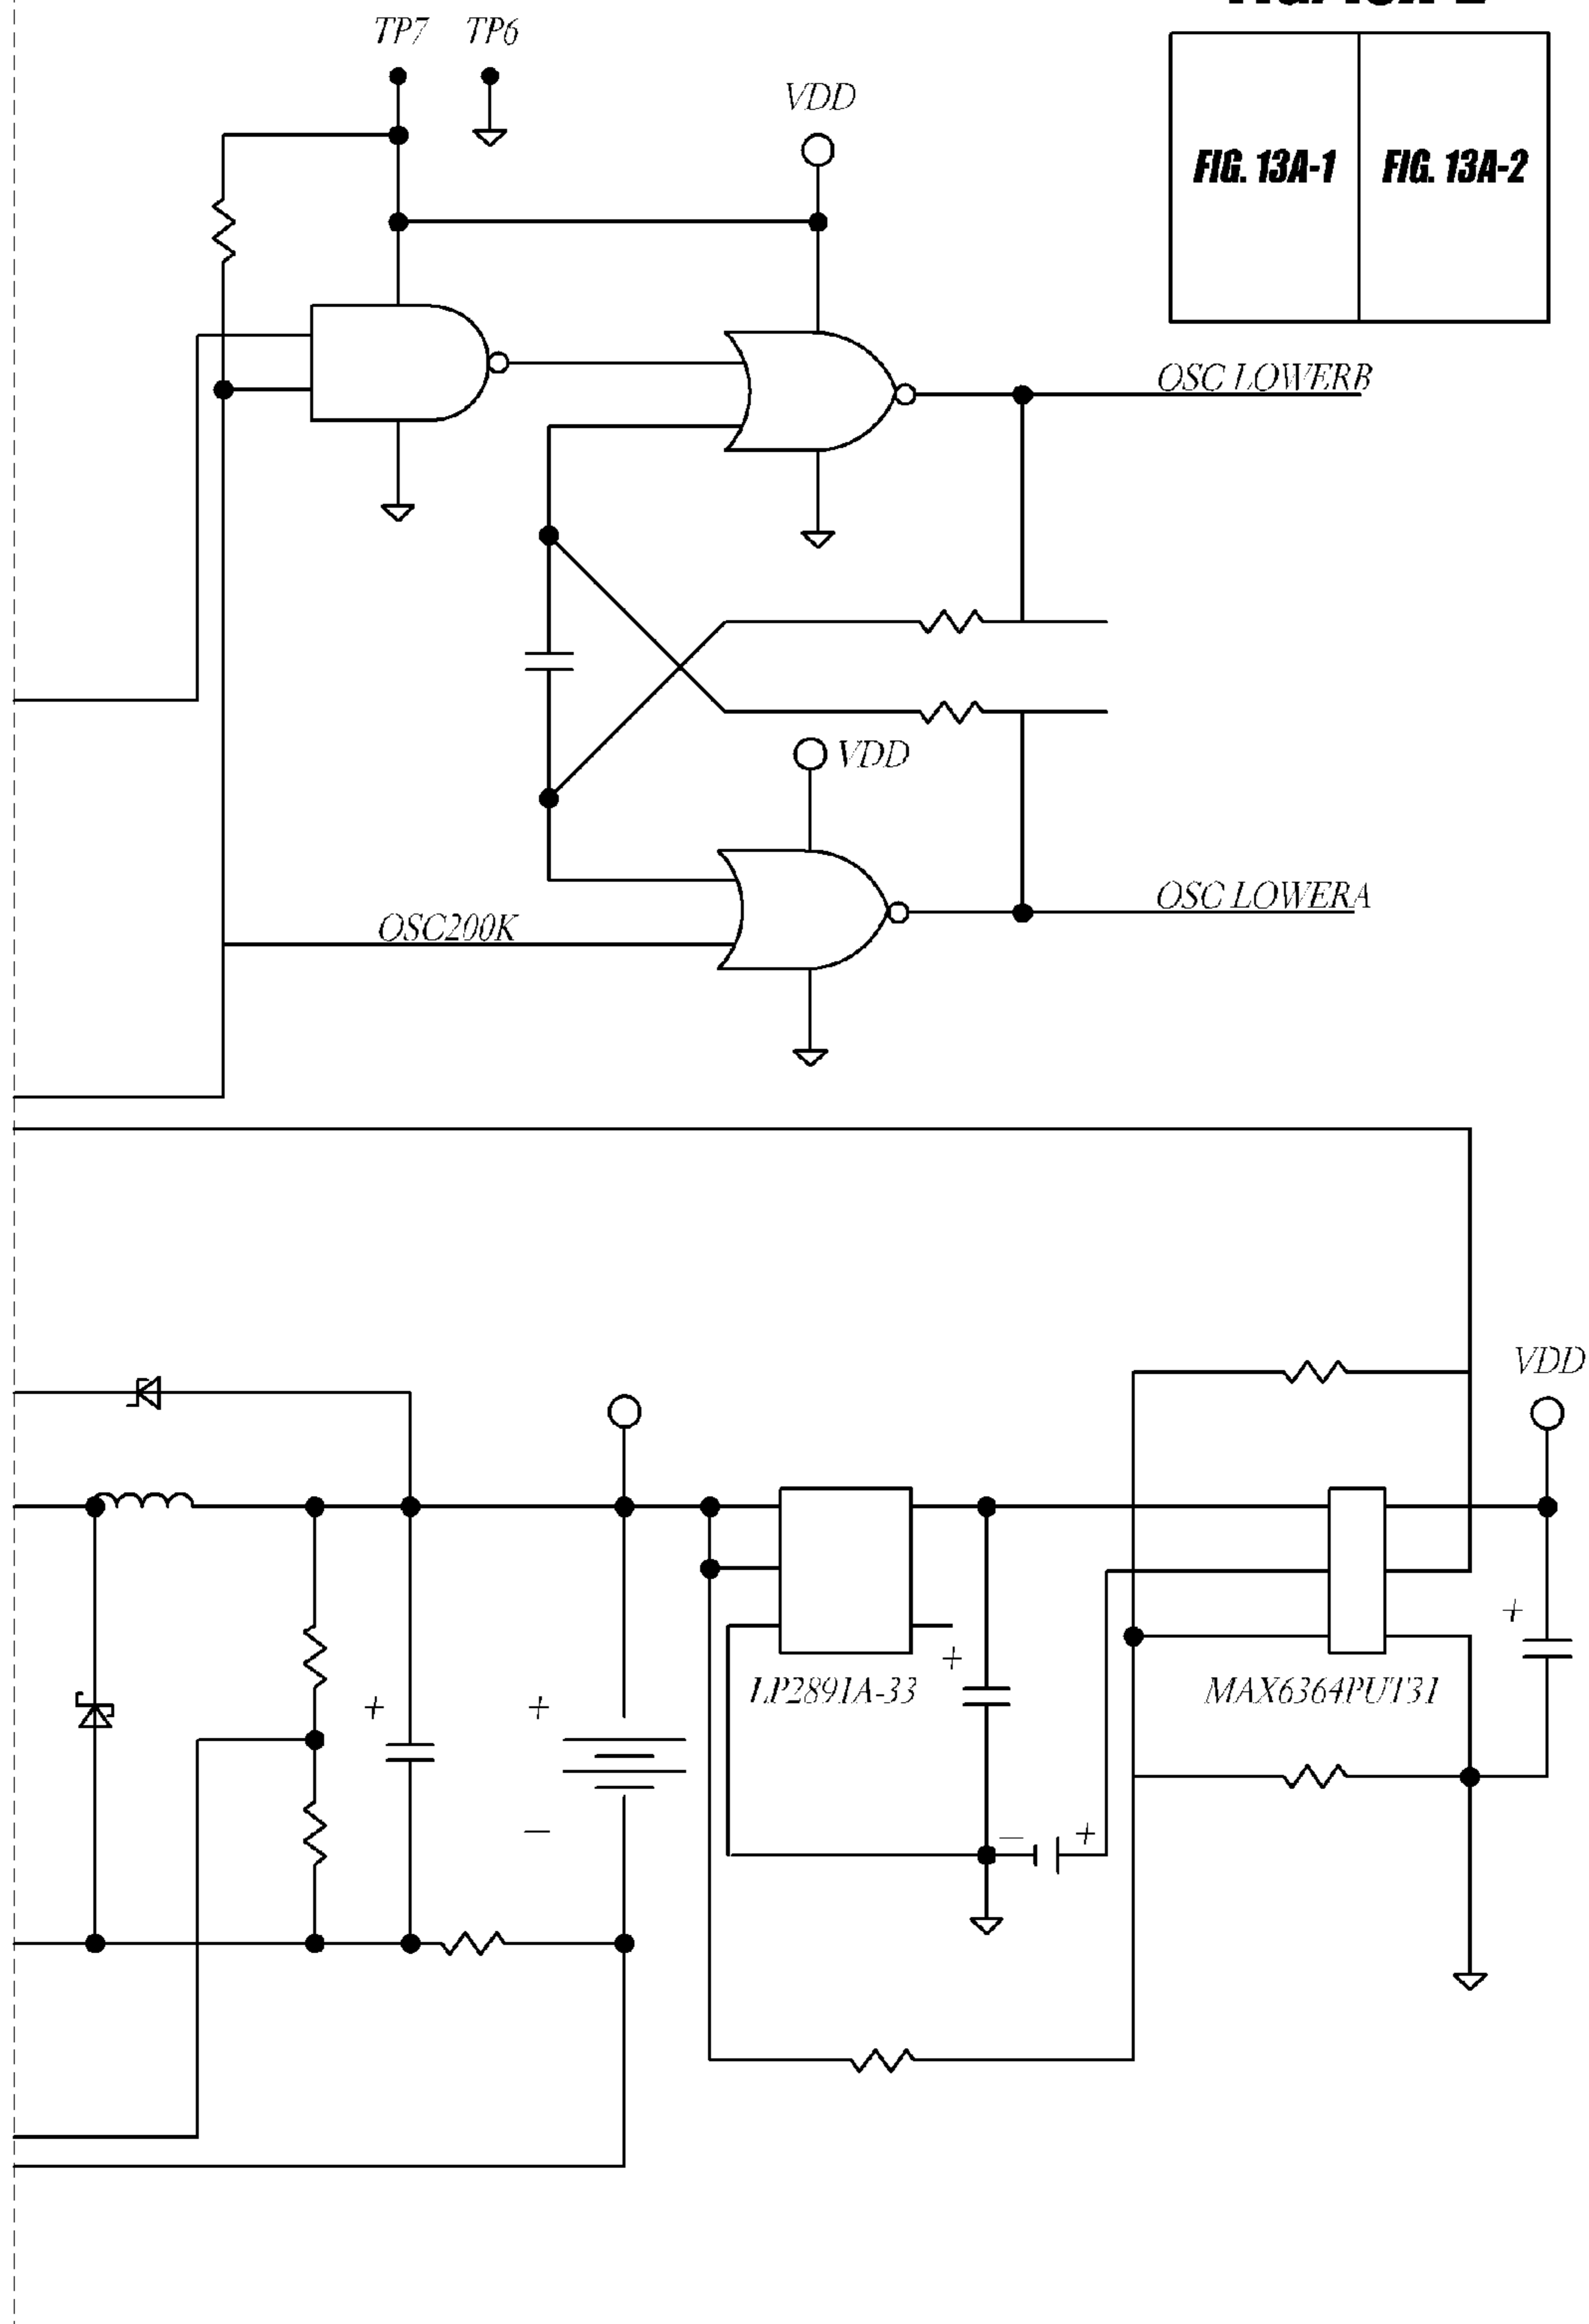 TP7 TP6
VDD
FIG. 13A-1 FIG. 13A-2
OSC LOWERB
VDD
OSC LOWERA
OSC200K
VDD
+
+ + +
LP2891A-33 MAX6364PUT31
− − +